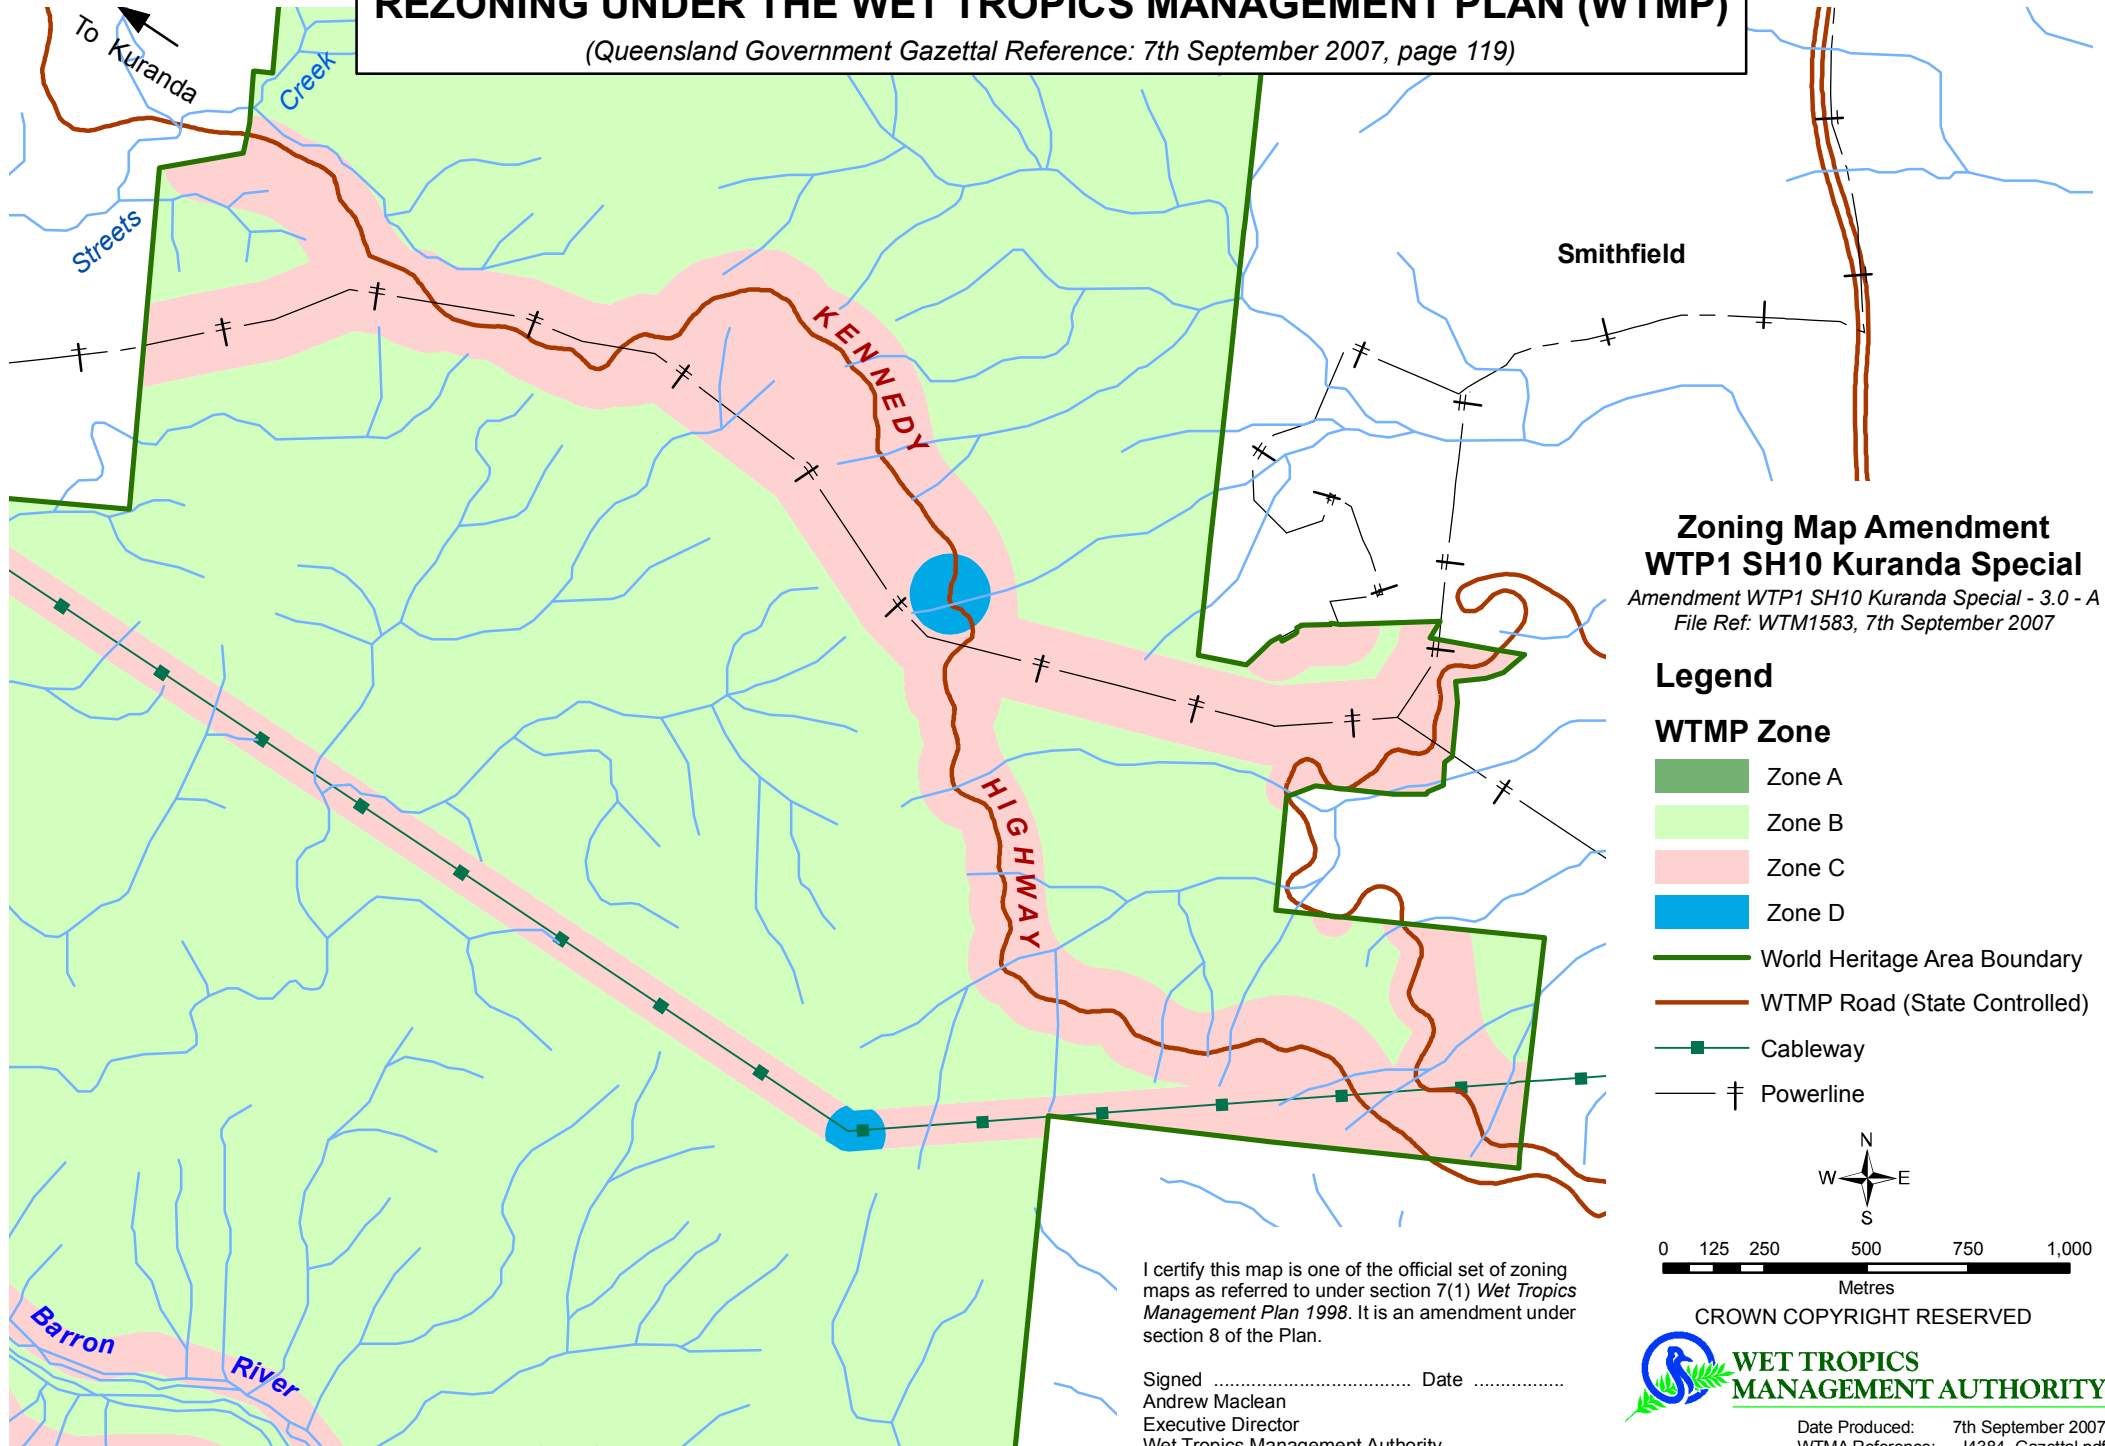 REZONING UNDER THE WET TROPICS MANAGEMENT PLAN (WTMP)
(Queensland Government Gazettal Reference: 7th September 2007, page 119)
To Kuranda
Creek
Streets
KENNEDY
HIGHWAY
Smithfield
Barron
River
Zoning Map Amendment
WTP1 SH10 Kuranda Special
Amendment WTP1 SH10 Kuranda Special - 3.0 - A
File Ref: WTM1583, 7th September 2007
Legend
WTMP Zone
Zone A
Zone B
Zone C
Zone D
World Heritage Area Boundary
WTMP Road (State Controlled)
Cableway
Powerline
N
W E
S
0 125 250 500 750 1,000
Metres
CROWN COPYRIGHT RESERVED
WET TROPICS
MANAGEMENT AUTHORITY
Date Produced: 7th September 2007
WTMA Reference: J4384_Gazettal.pdf
I certify this map is one of the official set of zoning
maps as referred to under section 7(1) Wet Tropics
Management Plan 1998. It is an amendment under
section 8 of the Plan.
Signed ..................................... Date ................
Andrew Maclean
Executive Director
Wet Tropics Management Authority